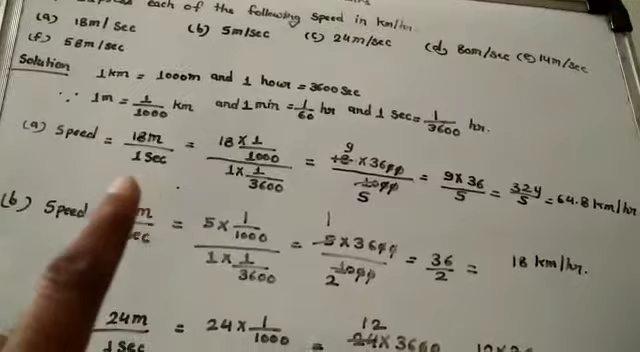 each of the following speed in km/hr.
(a) 18m/sec (b) 5m/sec (c) 24m/sec (d) 80m/sec (e) 14m/sec
(f) 58m/sec
Solution 1km = 1000m and 1 hour = 3600 sec
∵ 1m = 1/1000 km and 1 min = 1/60 hr and 1 sec = 1/3600 hr.
(a) Speed = 18m/1sec = (18 × 1/1000)/(1 × 1/3600) = 9 18 × 3600/1000 5 = 9 × 36/5 = 324/5 = 64.8 km/hr
(b) Speed m/ec = (5 × 1/1000)/(1 × 1/3600) = 1 5 × 3600/1000 2 = 36/2 = 18 km/hr.
24m/1sec = 24 × 1/1000 = 12 24 × 3600